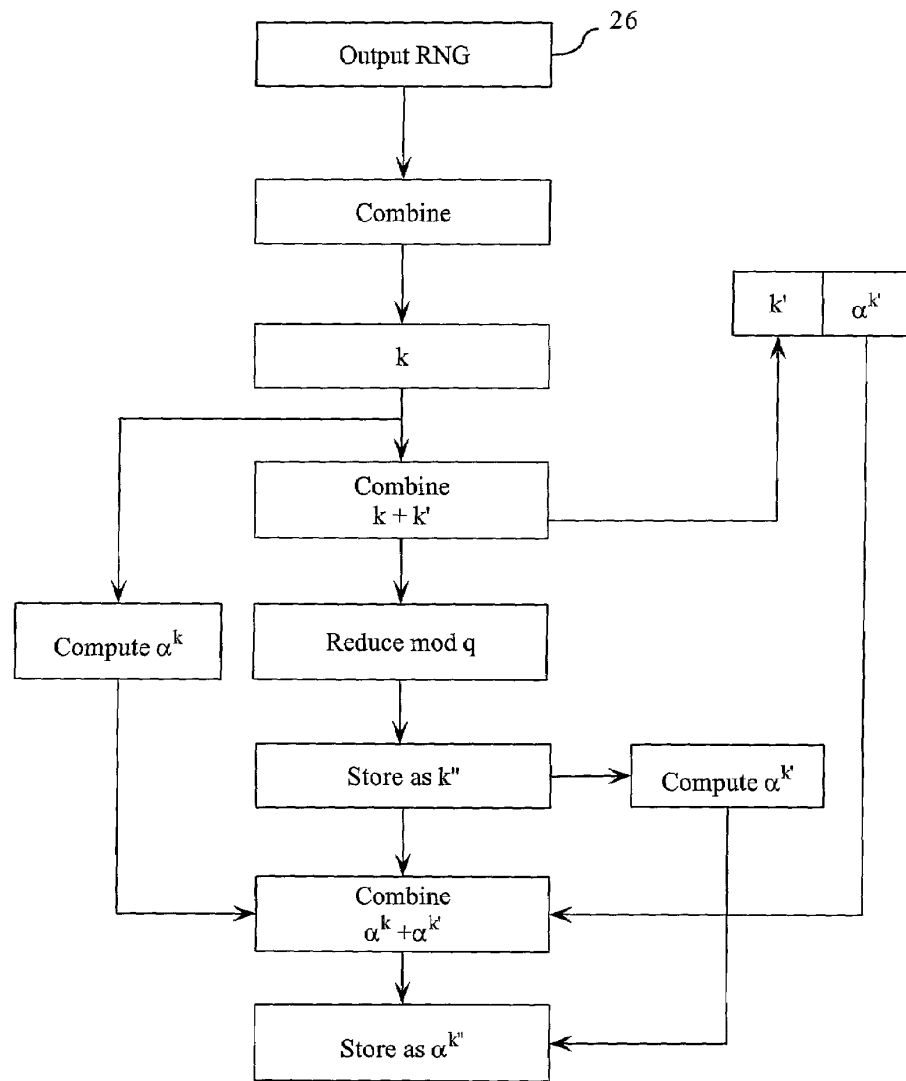 26
Output RNG
Combine
k' α^k'
k
Combine
k + k'
Compute α^k
Reduce mod q
Store as k"
Compute α^k'
Combine
α^k +α^k'
Store as α^k"